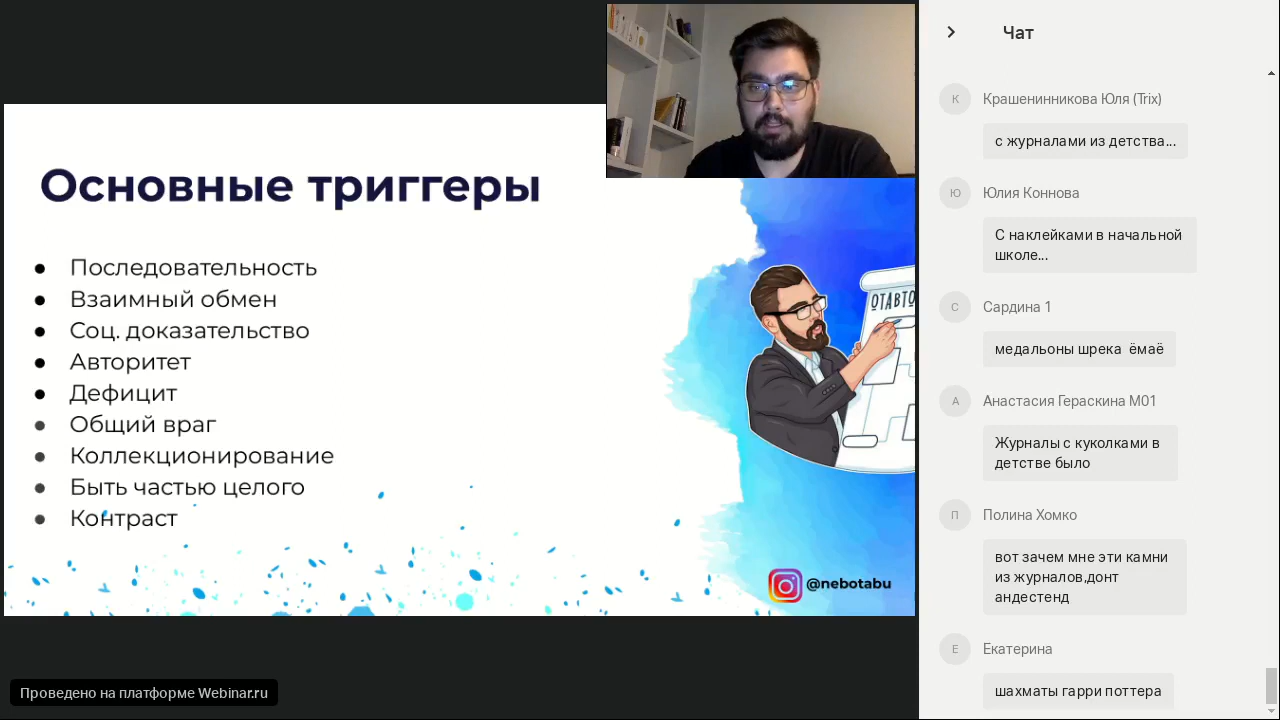 Основные триггеры
Последовательность
Взаимный обмен
Соц. доказательство
Авторитет
Дефицит
Общий враг
Коллекционирование
Быть частью целого
Контраст
ОТАВТО
@nebotabu
Проведено на платформе Webinar.ru
Чат
К
Крашенинникова Юля (Trix)
с журналами из детства...
Ю
Юлия Коннова
С наклейками в начальной
школе...
С
Сардина 1
медальоны шрека ёмаё
А
Анастасия Гераскина М01
Журналы с куколками в
детстве было
П
Полина Хомко
вот зачем мне эти камни
из журналов,донт
андестенд
Е
Екатерина
шахматы гарри поттера